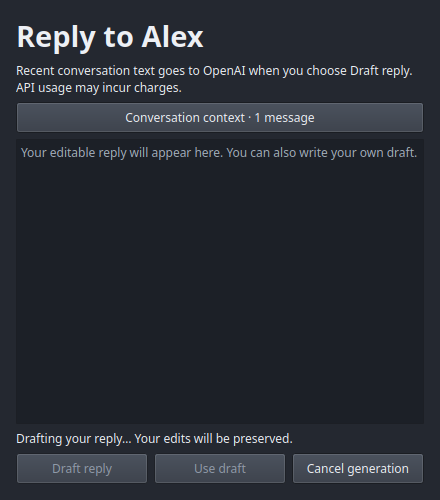 Reply to Alex
Recent conversation text goes to OpenAI when you choose Draft reply.
API usage may incur charges.
Conversation context · 1 message
Your editable reply will appear here. You can also write your own draft.
Drafting your reply… Your edits will be preserved.
Draft reply
Use draft
Cancel generation